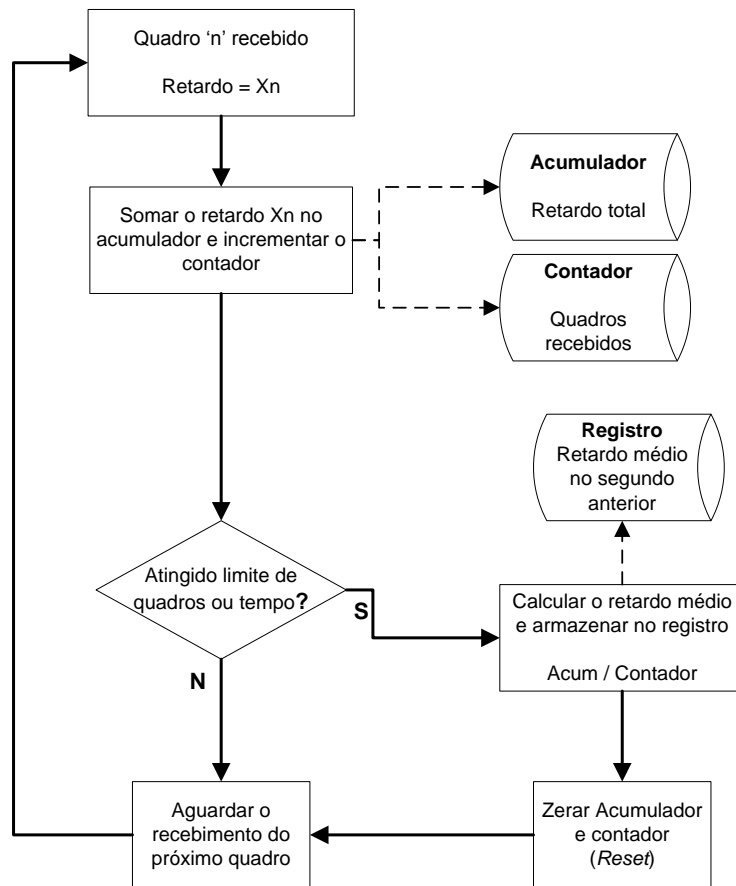 Quadro ‘n’ recebido
Retardo = Xn
Somar o retardo Xn no
acumulador e incrementar o
contador
Acumulador
Retardo total
Contador
Quadros
recebidos
Registro
Retardo médio
no segundo
anterior
Atingido limite de
quadros ou tempo?
S
N
Calcular o retardo médio
e armazenar no registro
Acum / Contador
Aguardar o
recebimento do
próximo quadro
Zerar Acumulador
e contador
(Reset)